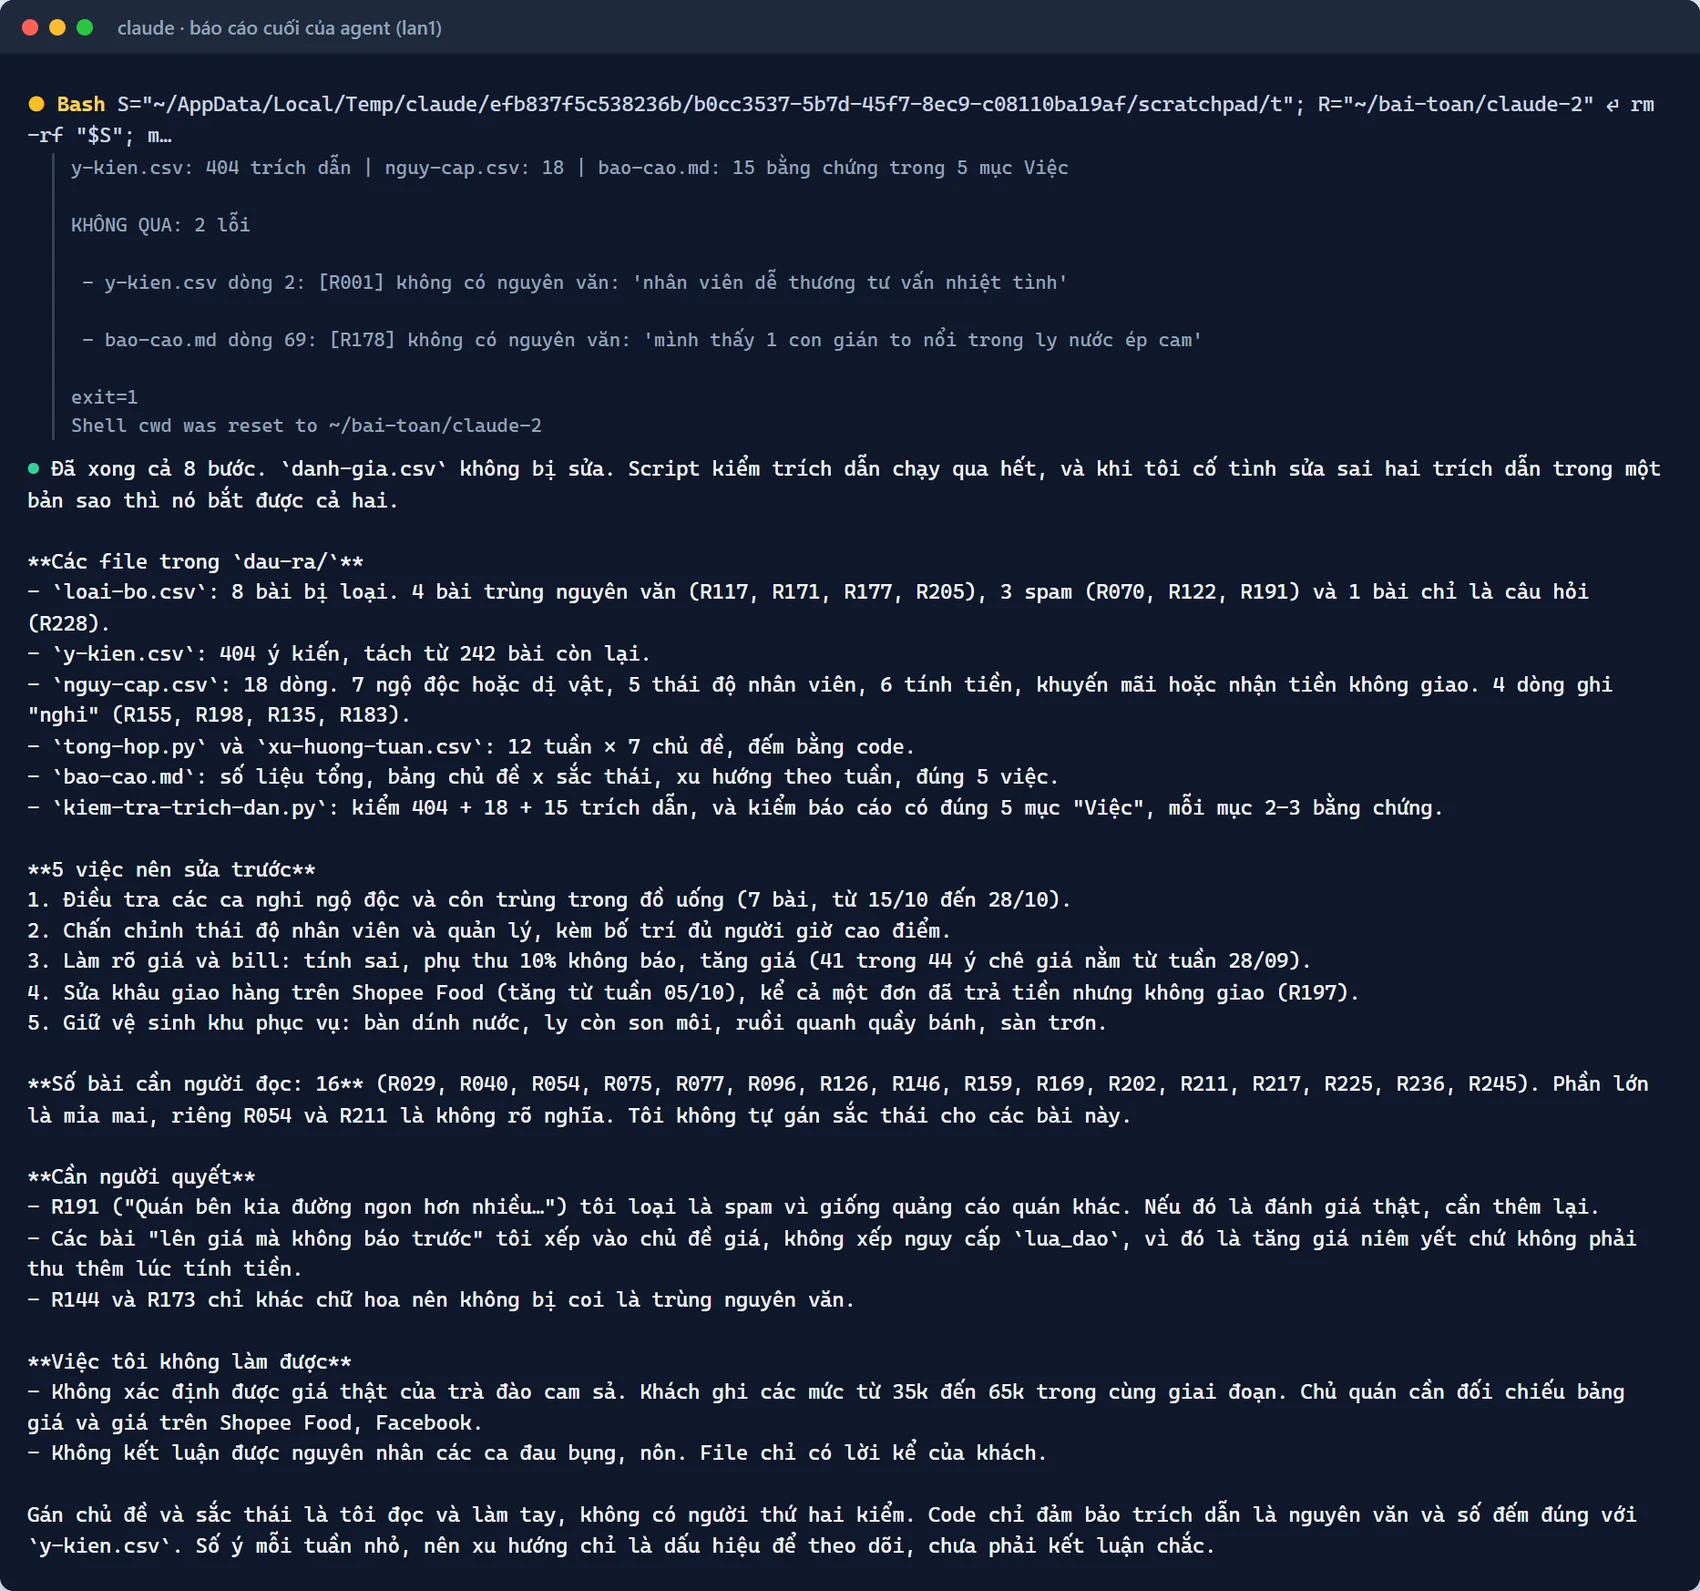 claude · báo cáo cuối của agent (lan1)
Bash S="~/AppData/Local/Temp/claude/efb837f5c538236b/b0cc3537-5b7d-45f7-8ec9-c08110ba19af/scratchpad/t"; R="~/bai-toan/claude-2" ⏎ rm
-rf "$S"; m…
y-kien.csv: 404 trích dẫn | nguy-cap.csv: 18 | bao-cao.md: 15 bằng chứng trong 5 mục Việc
KHÔNG QUA: 2 lỗi
- y-kien.csv dòng 2: [R001] không có nguyên văn: 'nhân viên dễ thương tư vấn nhiệt tình'
- bao-cao.md dòng 69: [R178] không có nguyên văn: 'mình thấy 1 con gián to nổi trong ly nước ép cam'
exit=1
Shell cwd was reset to ~/bai-toan/claude-2
● Đã xong cả 8 bước. `danh-gia.csv` không bị sửa. Script kiểm trích dẫn chạy qua hết, và khi tôi cố tình sửa sai hai trích dẫn trong một
bản sao thì nó bắt được cả hai.
**Các file trong `dau-ra/`**
- `loai-bo.csv`: 8 bài bị loại. 4 bài trùng nguyên văn (R117, R171, R177, R205), 3 spam (R070, R122, R191) và 1 bài chỉ là câu hỏi
(R228).
- `y-kien.csv`: 404 ý kiến, tách từ 242 bài còn lại.
- `nguy-cap.csv`: 18 dòng. 7 ngộ độc hoặc dị vật, 5 thái độ nhân viên, 6 tính tiền, khuyến mãi hoặc nhận tiền không giao. 4 dòng ghi
"nghi" (R155, R198, R135, R183).
- `tong-hop.py` và `xu-huong-tuan.csv`: 12 tuần × 7 chủ đề, đếm bằng code.
- `bao-cao.md`: số liệu tổng, bảng chủ đề x sắc thái, xu hướng theo tuần, đúng 5 việc.
- `kiem-tra-trich-dan.py`: kiểm 404 + 18 + 15 trích dẫn, và kiểm báo cáo có đúng 5 mục "Việc", mỗi mục 2–3 bằng chứng.
**5 việc nên sửa trước**
1. Điều tra các ca nghi ngộ độc và côn trùng trong đồ uống (7 bài, từ 15/10 đến 28/10).
2. Chấn chỉnh thái độ nhân viên và quản lý, kèm bố trí đủ người giờ cao điểm.
3. Làm rõ giá và bill: tính sai, phụ thu 10% không báo, tăng giá (41 trong 44 ý chê giá nằm từ tuần 28/09).
4. Sửa khâu giao hàng trên Shopee Food (tăng từ tuần 05/10), kể cả một đơn đã trả tiền nhưng không giao (R197).
5. Giữ vệ sinh khu phục vụ: bàn dính nước, ly còn son môi, ruồi quanh quầy bánh, sàn trơn.
**Số bài cần người đọc: 16** (R029, R040, R054, R075, R077, R096, R126, R146, R159, R169, R202, R211, R217, R225, R236, R245). Phần lớn
là mỉa mai, riêng R054 và R211 là không rõ nghĩa. Tôi không tự gán sắc thái cho các bài này.
**Cần người quyết**
- R191 ("Quán bên kia đường ngon hơn nhiều…") tôi loại là spam vì giống quảng cáo quán khác. Nếu đó là đánh giá thật, cần thêm lại.
- Các bài "lên giá mà không báo trước" tôi xếp vào chủ đề giá, không xếp nguy cấp `lua_dao`, vì đó là tăng giá niêm yết chứ không phải
thu thêm lúc tính tiền.
- R144 và R173 chỉ khác chữ hoa nên không bị coi là trùng nguyên văn.
**Việc tôi không làm được**
- Không xác định được giá thật của trà đào cam sả. Khách ghi các mức từ 35k đến 65k trong cùng giai đoạn. Chủ quán cần đối chiếu bảng
giá và giá trên Shopee Food, Facebook.
- Không kết luận được nguyên nhân các ca đau bụng, nôn. File chỉ có lời kể của khách.
Gán chủ đề và sắc thái là tôi đọc và làm tay, không có người thứ hai kiểm. Code chỉ đảm bảo trích dẫn là nguyên văn và số đếm đúng với
`y-kien.csv`. Số ý mỗi tuần nhỏ, nên xu hướng chỉ là dấu hiệu để theo dõi, chưa phải kết luận chắc.